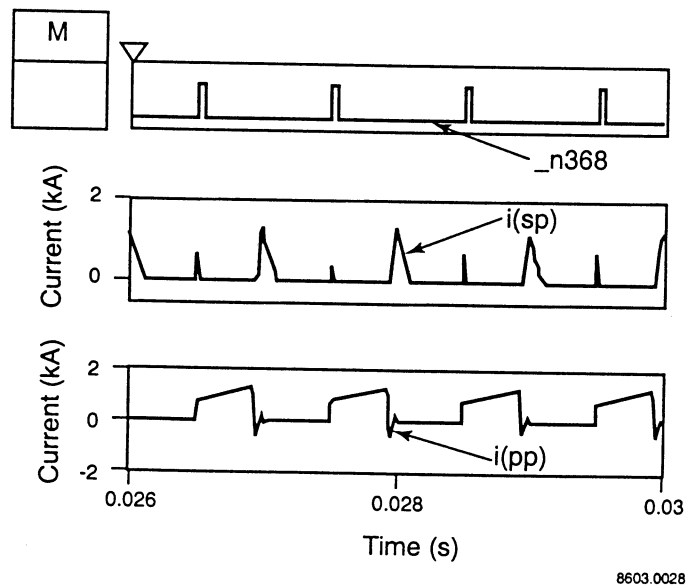 M
_n368
Current (kA)
2
0
i(sp)
Current (kA)
2
0
-2
i(pp)
0.026
0.028
0.03
Time (s)
8603.0028